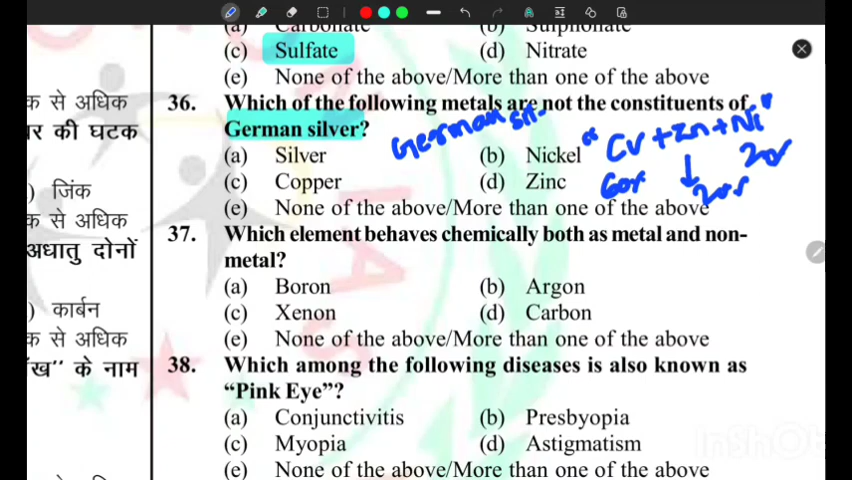 (a) Carbonate (b) Sulphonate
(c) Sulfate (d) Nitrate
(e) None of the above/More than one of the above
क से अधिक
36. Which of the following metals are not the constituents of German silver?
र की घटक
German sil.
"Cu + Zn + Ni"
(a) Silver (b) Nickel
(c) Copper (d) Zinc
) जिंक
(e) None of the above/More than one of the above
क से अधिक
37. Which element behaves chemically both as metal and non-
metal?
अधातु दोनों
(a) Boron (b) Argon
(c) Xenon (d) Carbon
) कार्बन
(e) None of the above/More than one of the above
क से अधिक
38. Which among the following diseases is also known as
"Pink Eye"?
ँख'' के नाम
(a) Conjunctivitis (b) Presbyopia
(c) Myopia (d) Astigmatism
(e) None of the above/More than one of the above
InShOt